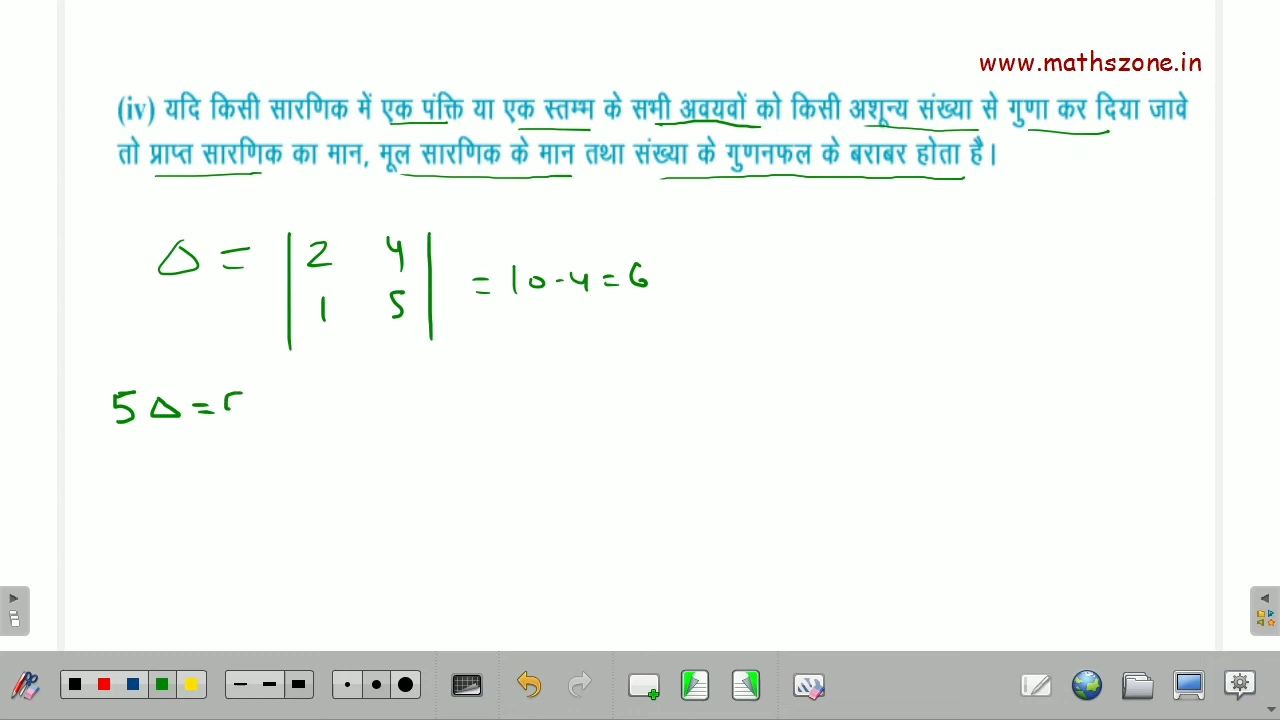 www.mathszone.in
(iv) यदि किसी सारणिक में एक पंक्ति या एक स्तम्भ के सभी अवयवों को किसी अशून्य संख्या से गुणा कर दिया जावे
तो प्राप्त सारणिक का मान, मूल सारणिक के मान तथा संख्या के गुणनफल के बराबर होता है।
Δ = | 2 4 |
= 10 - 4 = 6
| 1 5 |
5 Δ =